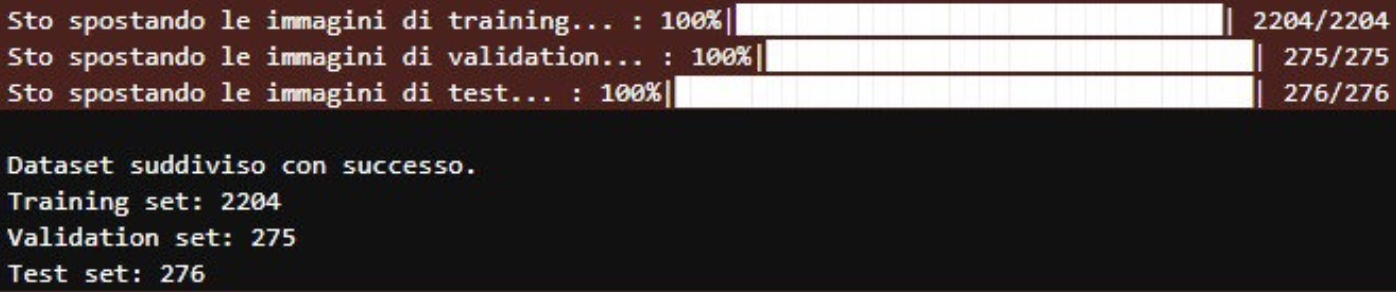 Sto spostando le immagini di training... : 100%|██████████| 2204/2204
Sto spostando le immagini di validation... : 100%|██████████| 275/275
Sto spostando le immagini di test... : 100%|██████████| 276/276
Dataset suddiviso con successo.
Training set: 2204
Validation set: 275
Test set: 276